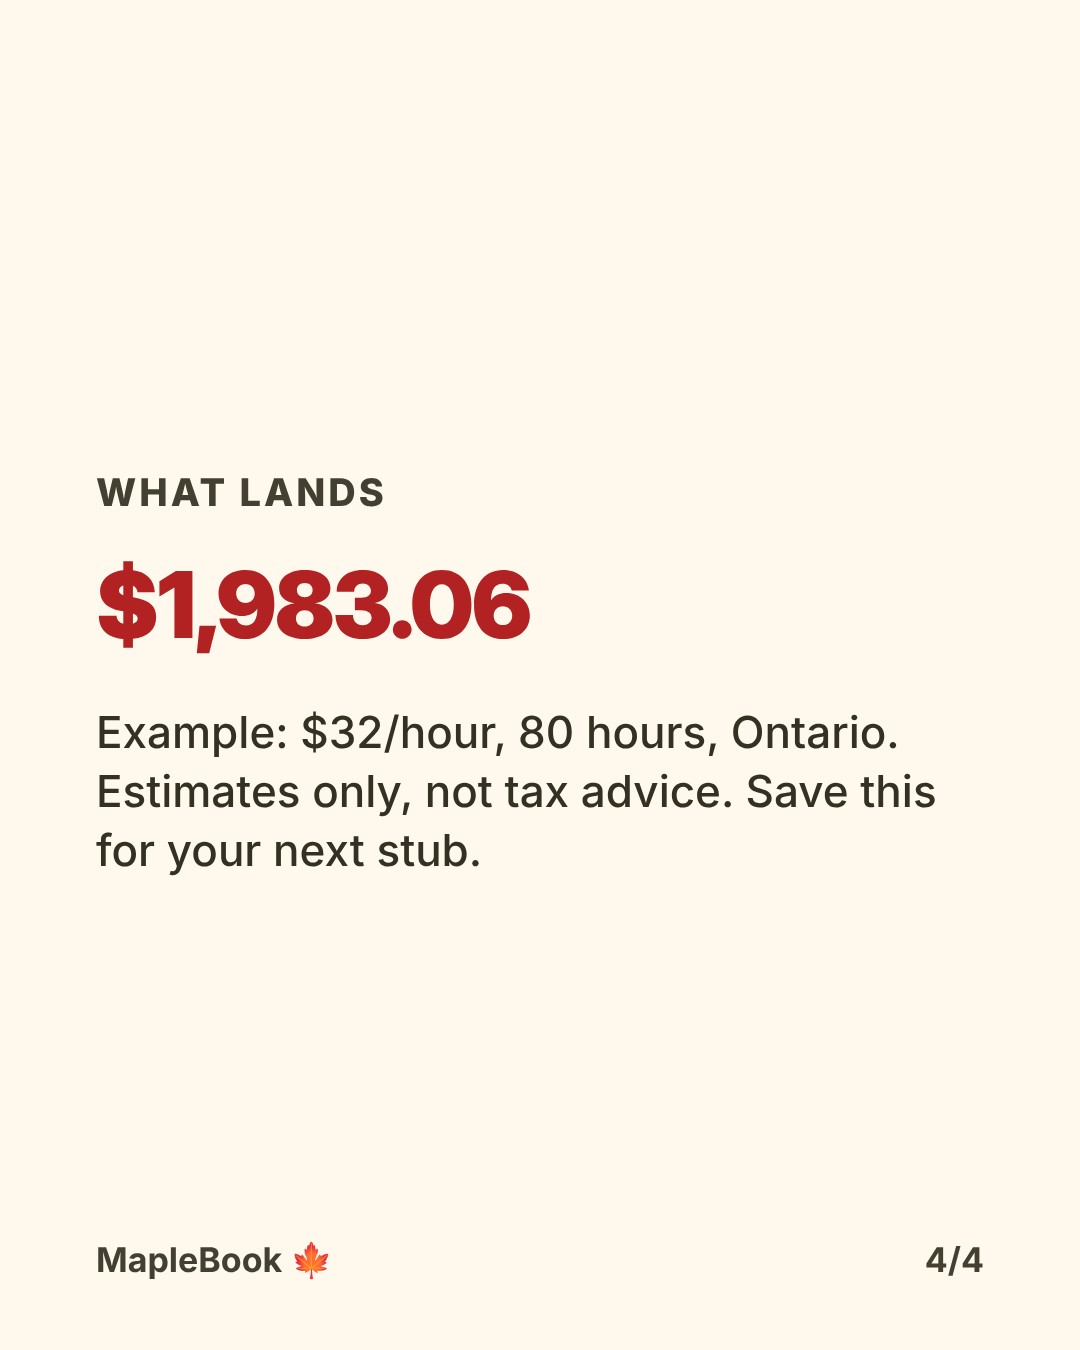 WHAT LANDS
$1,983.06
Example: $32/hour, 80 hours, Ontario.
Estimates only, not tax advice. Save this
for your next stub.
MapleBook 🍁
4/4